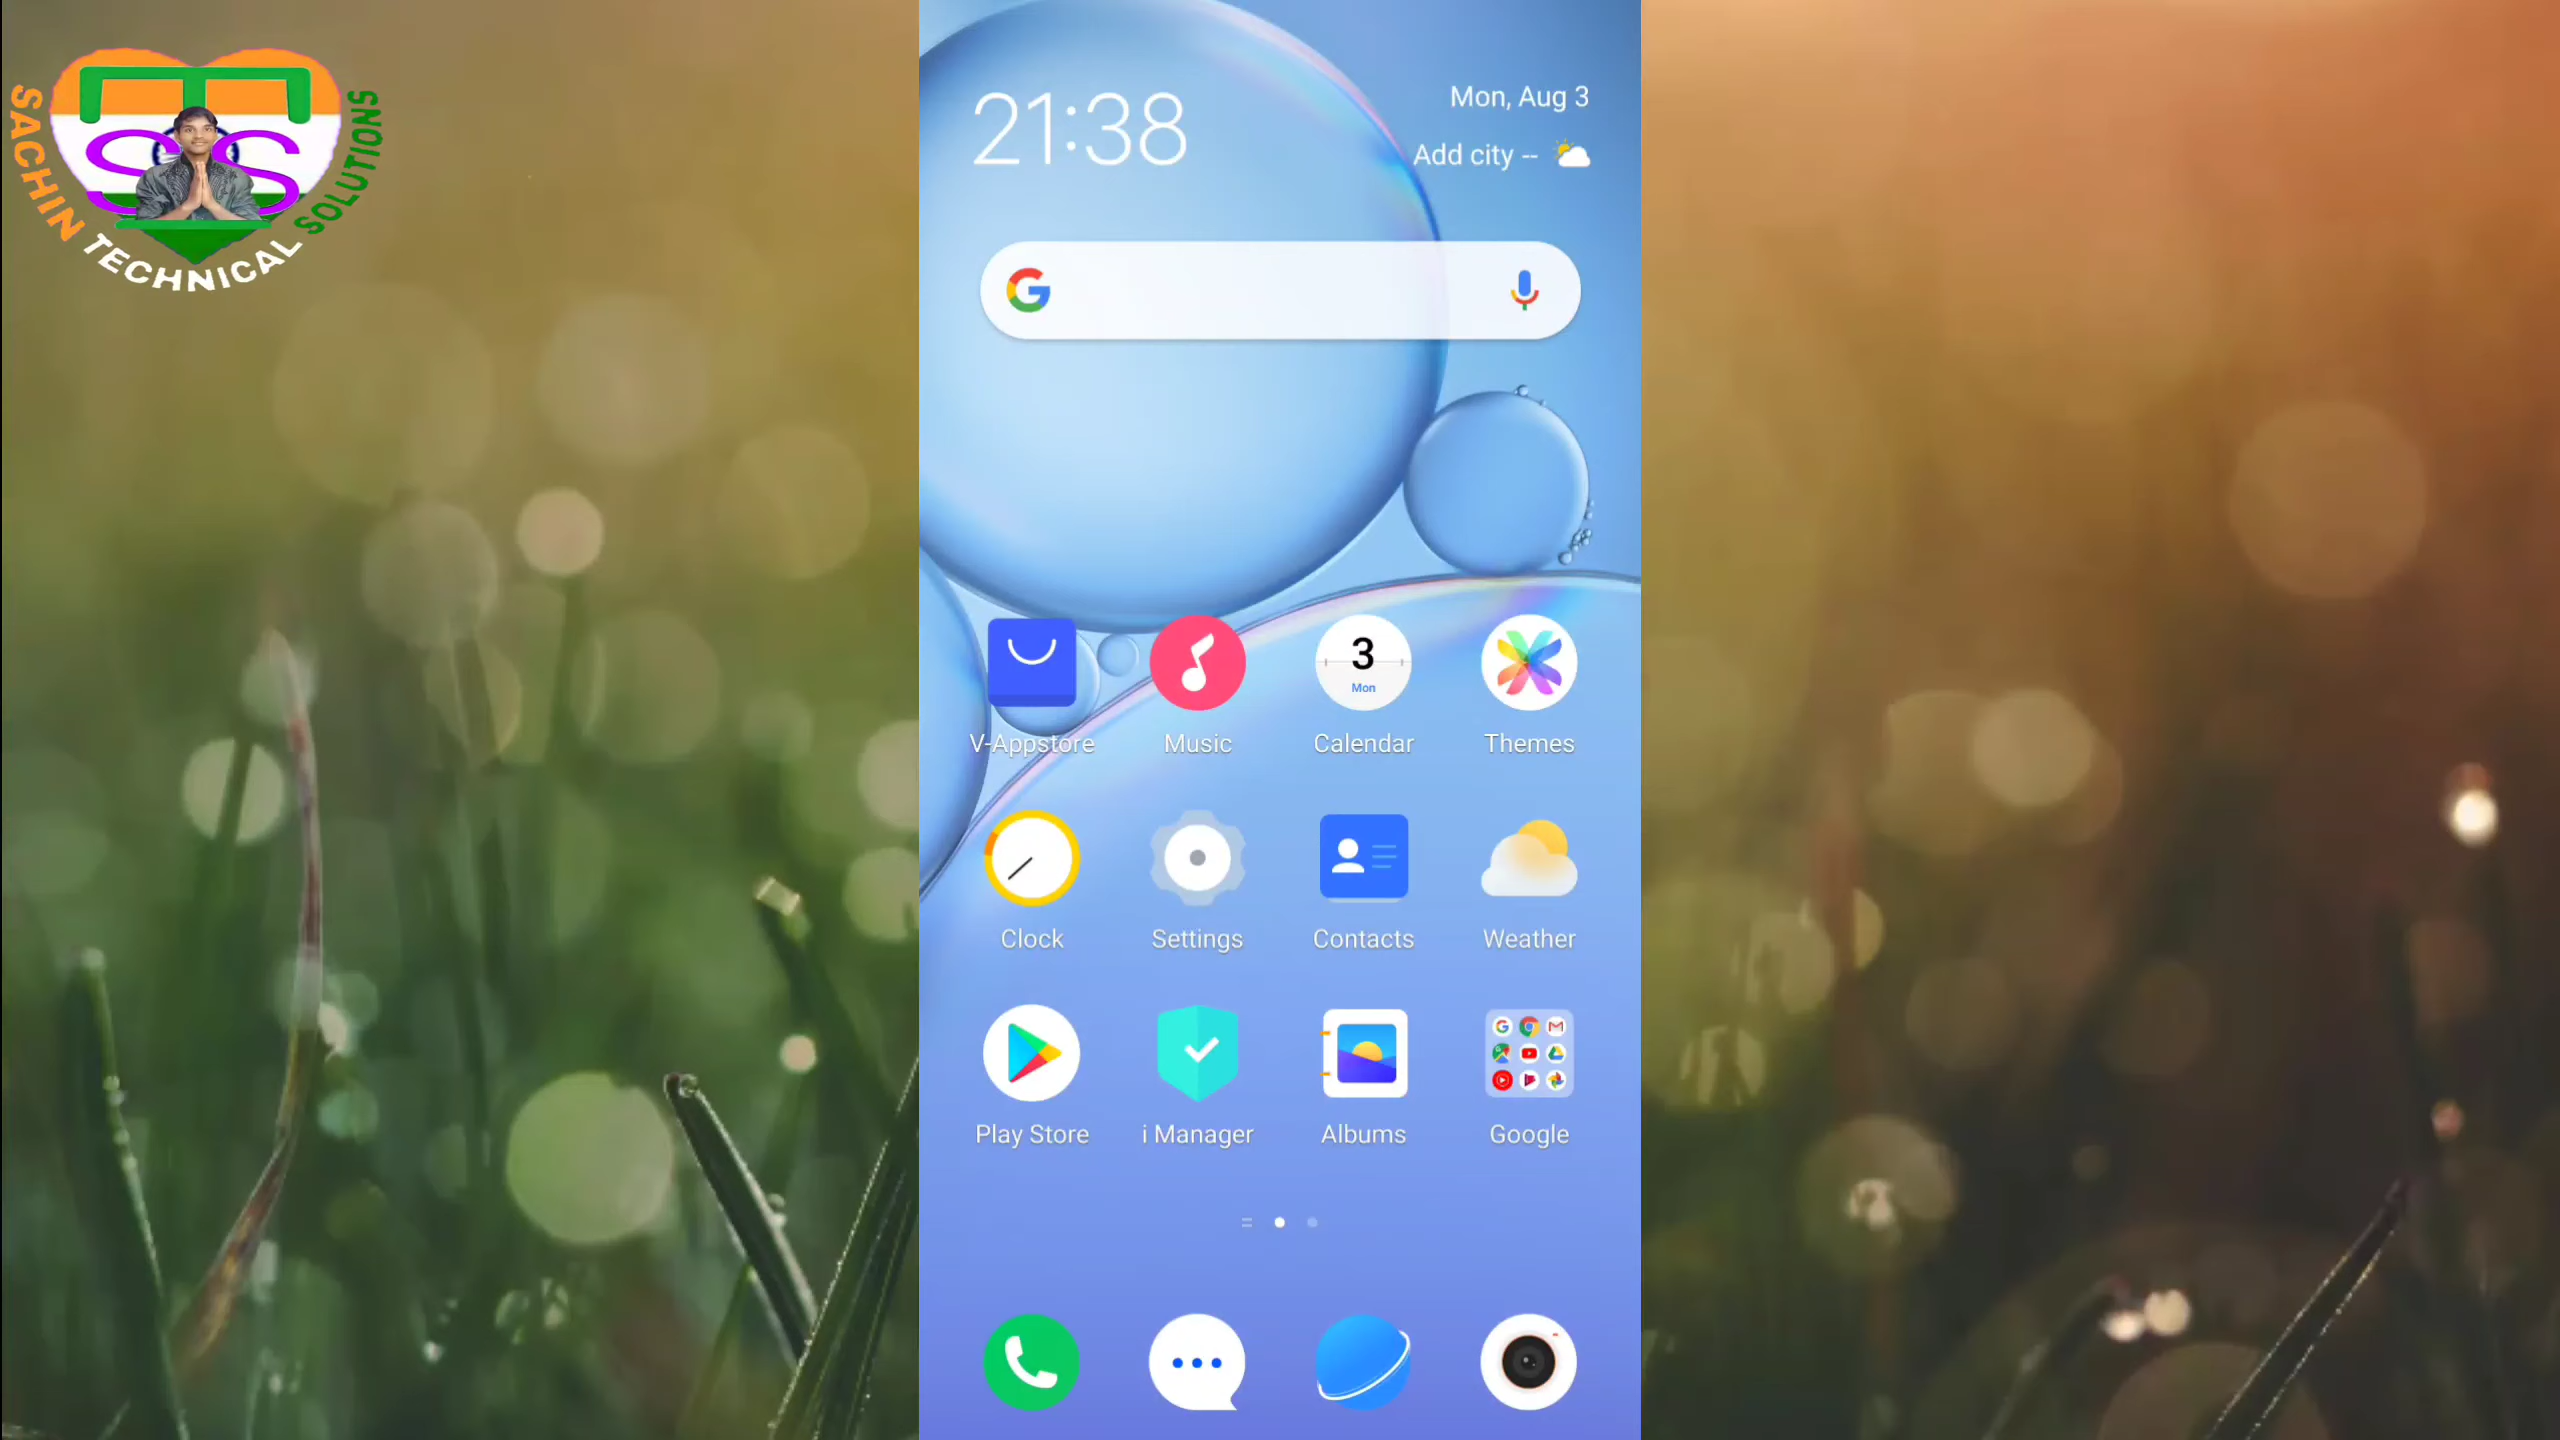 SACHIN TECHNICAL SOLUTIONS
SS
21:38
Mon, Aug 3
Add city --
3
Mon
V-Appstore
Music
Calendar
Themes
Clock
Settings
Contacts
Weather
Play Store
i Manager
Albums
Google